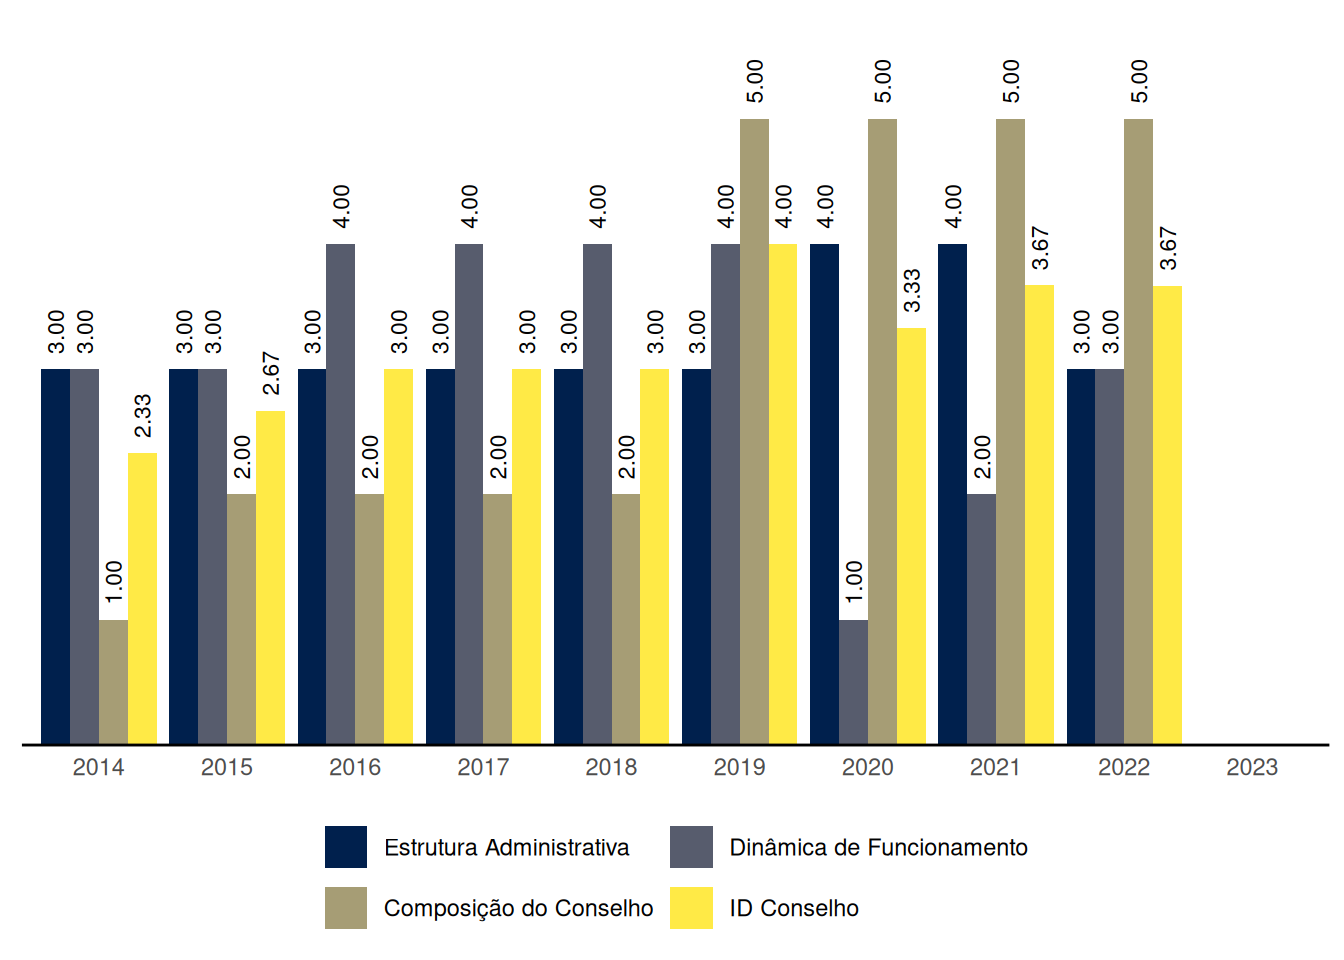 3.00 3.00 1.00 2.33
3.00 3.00 2.00 2.67
3.00 4.00 2.00 3.00
3.00 4.00 2.00 3.00
3.00 4.00 2.00 3.00
3.00 4.00 5.00 4.00
4.00 1.00 5.00 3.33
4.00 2.00 5.00 3.67
3.00 3.00 5.00 3.67
2014 2015 2016 2017 2018 2019 2020 2021 2022 2023
Estrutura Administrativa Dinâmica de Funcionamento
Composição do Conselho ID Conselho